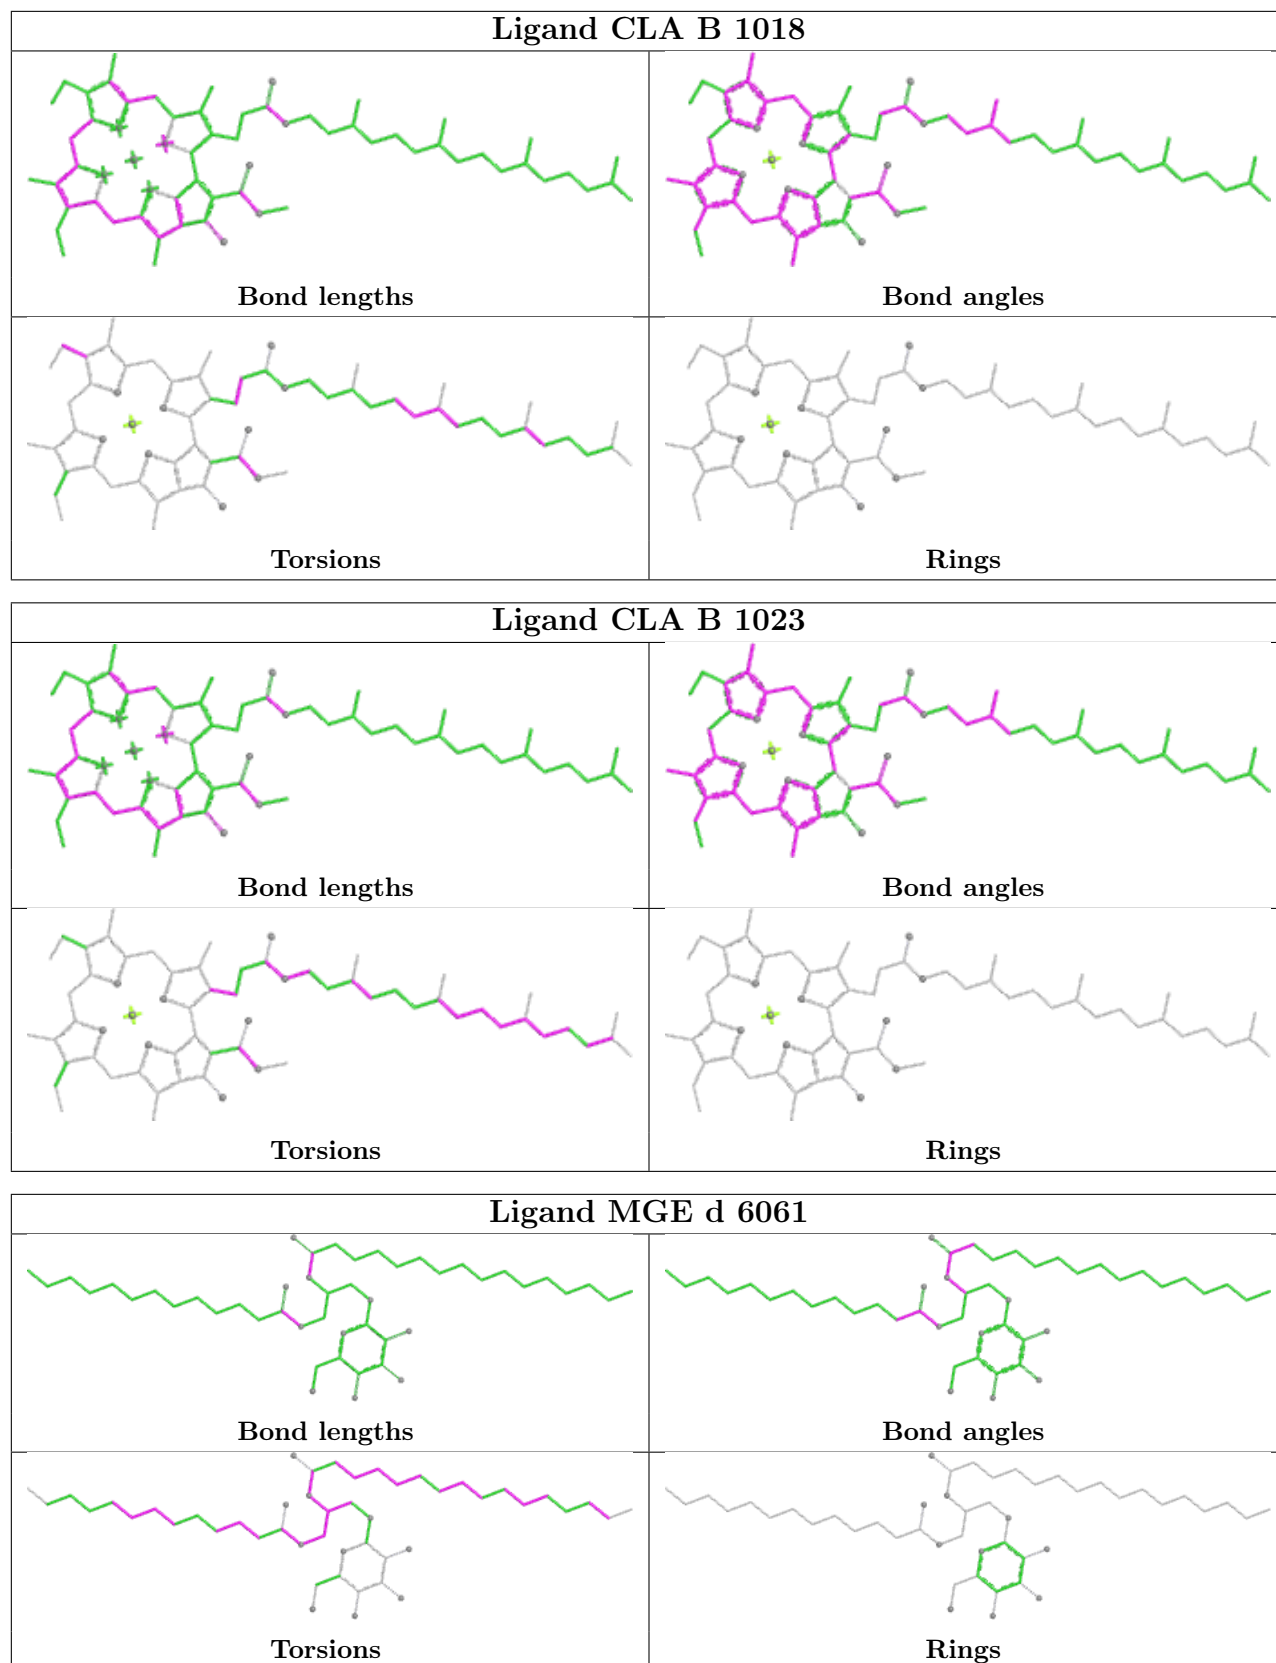 Ligand CLA B 1018
Bond lengths
Bond angles
Torsions
Rings
Ligand CLA B 1023
Bond lengths
Bond angles
Torsions
Rings
Ligand MGE d 6061
Bond lengths
Bond angles
Torsions
Rings